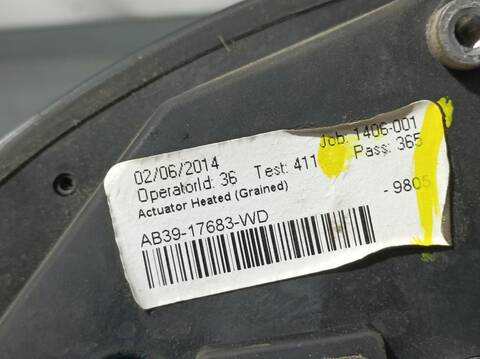 02/06/2014 Job: 1406-001
OperatorId: 36 Test: 411 Pass: 365
Actuator Heated (Grained) - 9805
AB39-17683-WD